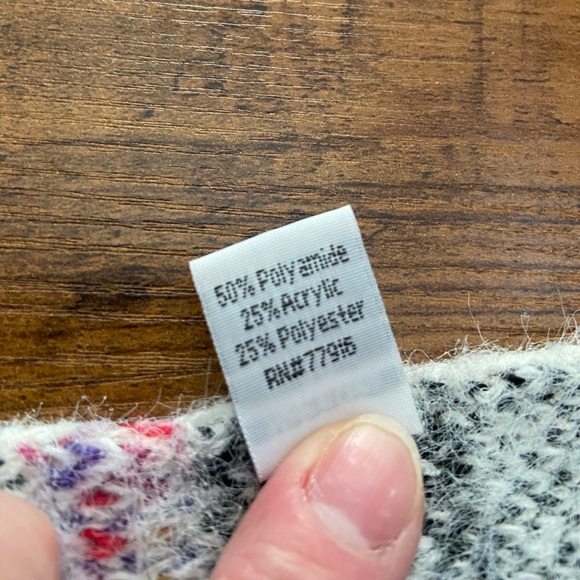 50% Polyamide
25% Acrylic
25% Polyester
RN#77916